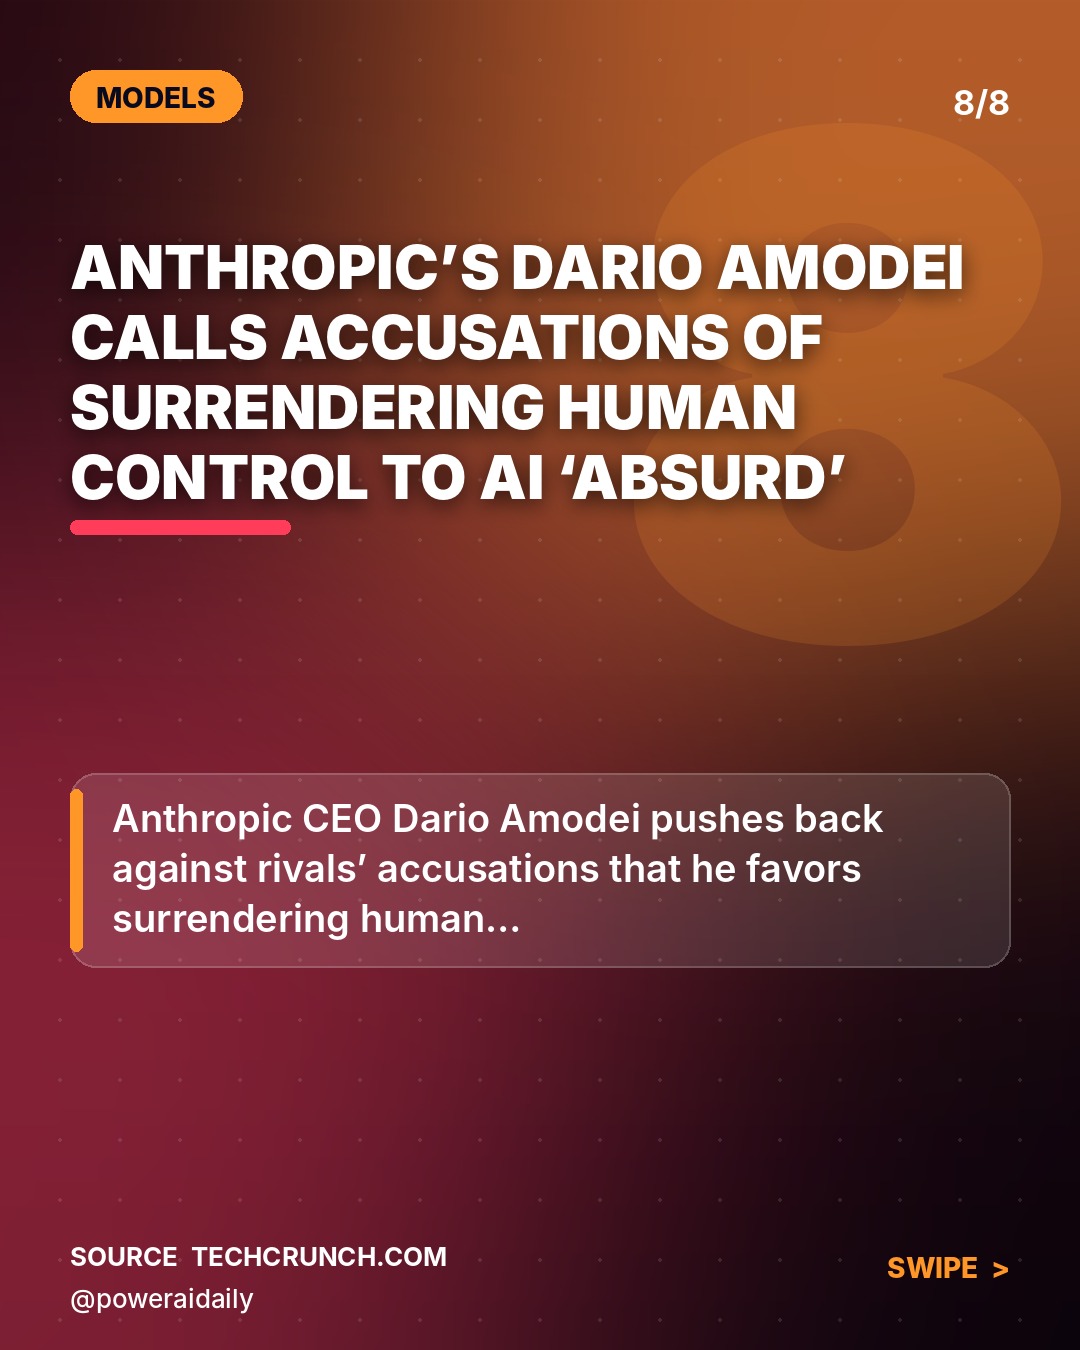 MODELS
8/8
8
ANTHROPIC’S DARIO AMODEI
CALLS ACCUSATIONS OF
SURRENDERING HUMAN
CONTROL TO AI ‘ABSURD’
Anthropic CEO Dario Amodei pushes back
against rivals’ accusations that he favors
surrendering human...
SOURCE TECHCRUNCH.COM
@poweraidaily
SWIPE >